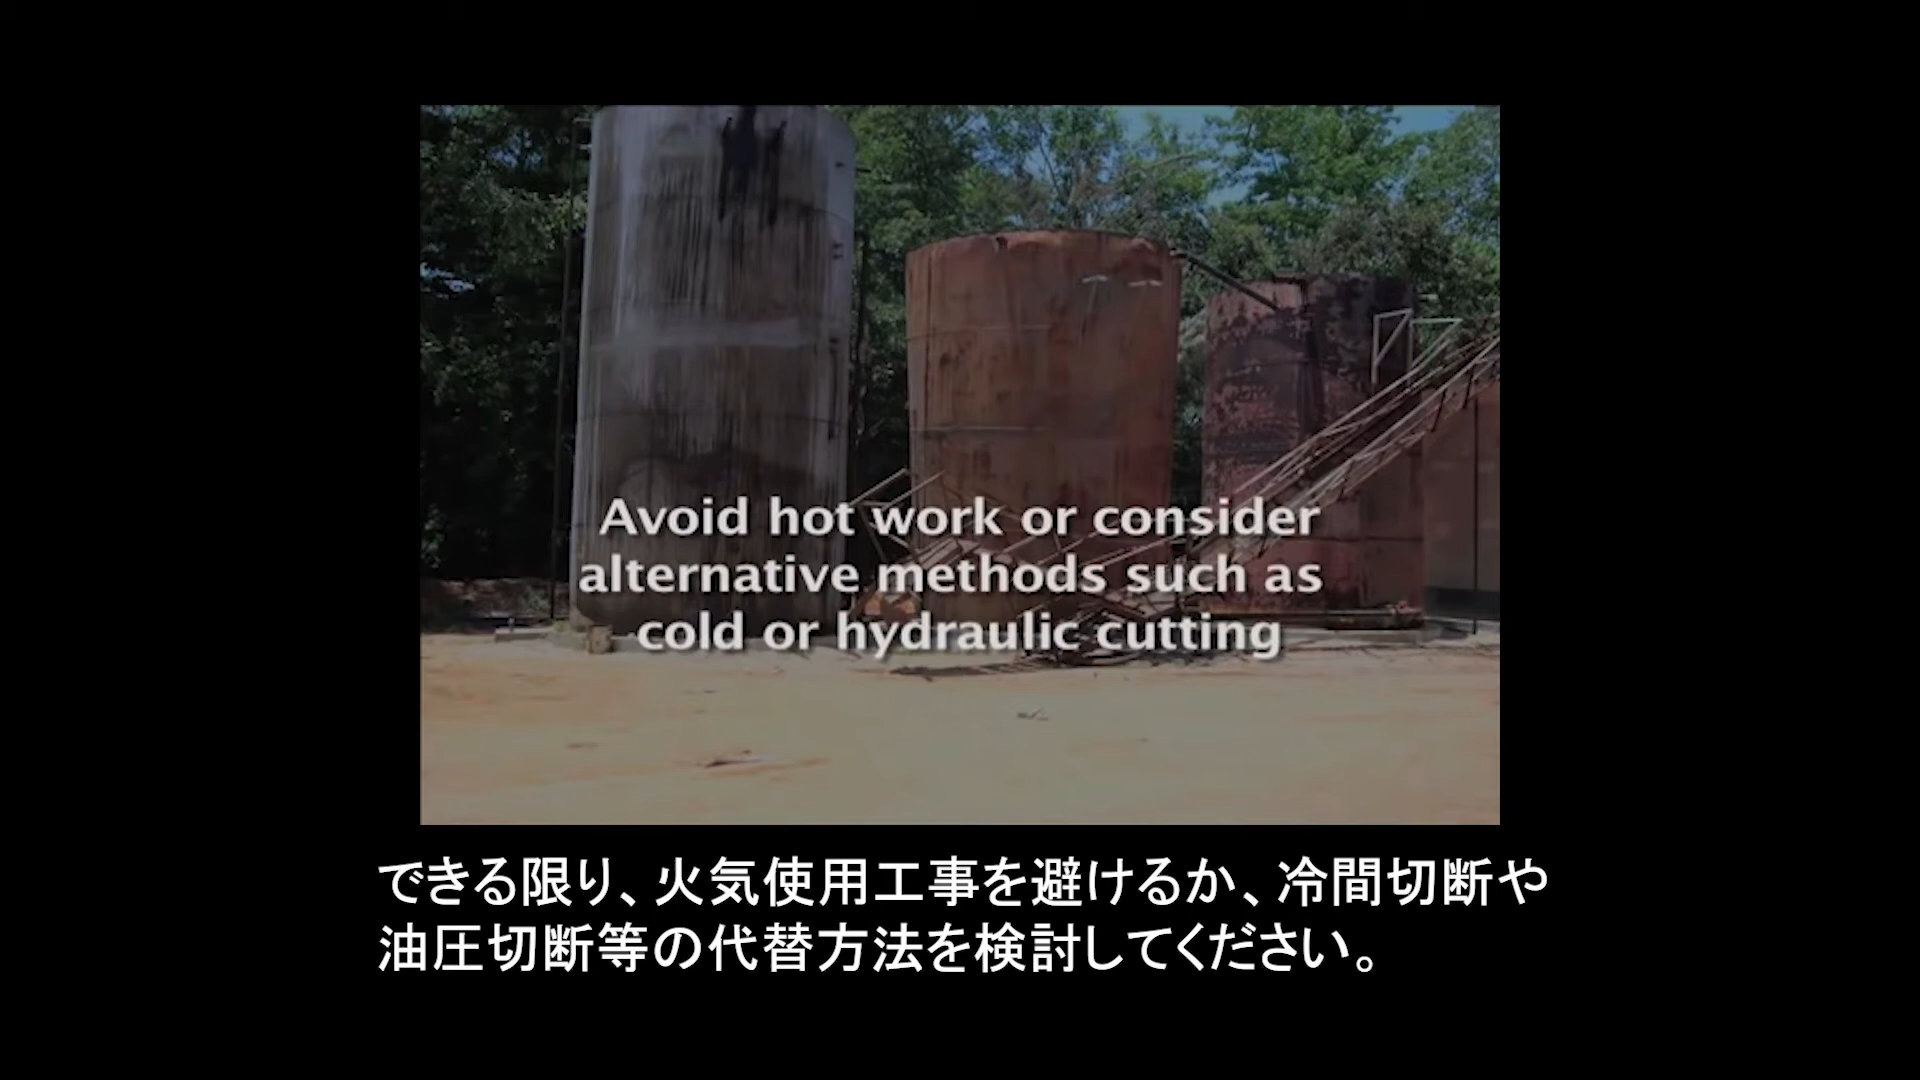 Avoid hot work or consider
alternative methods such as
cold or hydraulic cutting
できる限り、火気使用工事を避けるか、冷間切断や
油圧切断等の代替方法を検討してください。